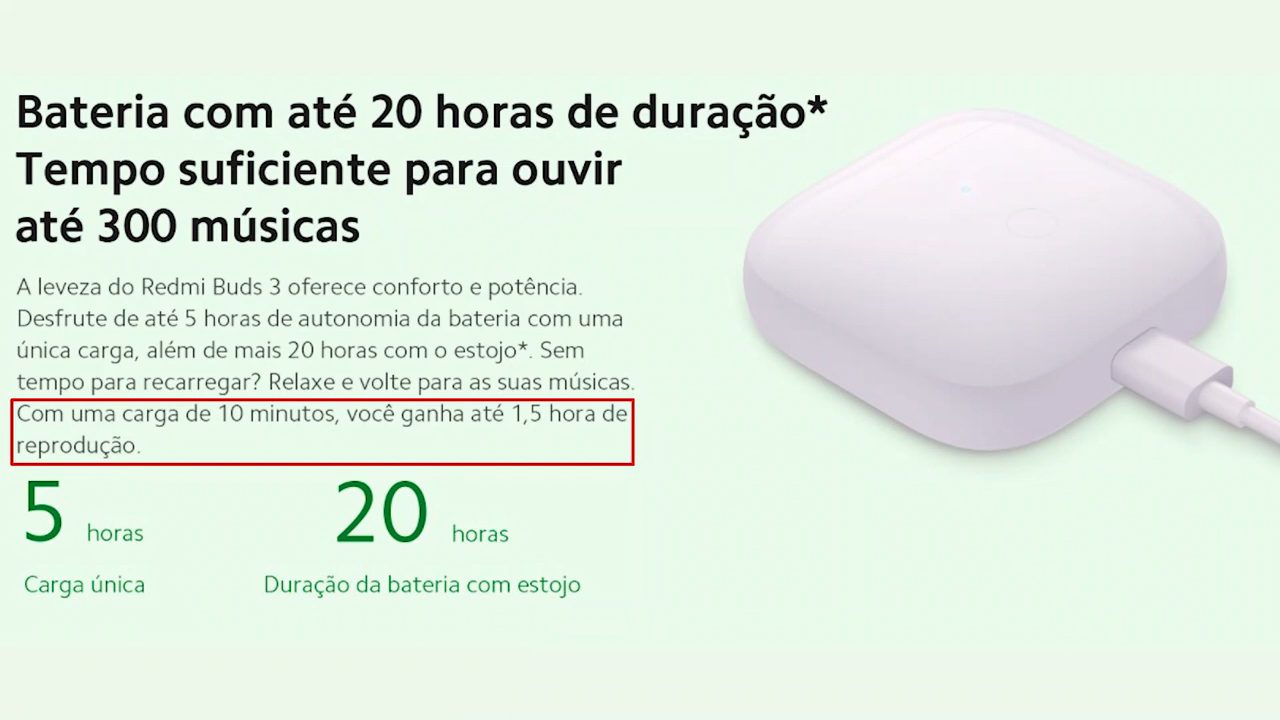 Bateria com até 20 horas de duração*
Tempo suficiente para ouvir
até 300 músicas
A leveza do Redmi Buds 3 oferece conforto e potência.
Desfrute de até 5 horas de autonomia da bateria com uma
única carga, além de mais 20 horas com o estojo*. Sem
tempo para recarregar? Relaxe e volte para as suas músicas.
Com uma carga de 10 minutos, você ganha até 1,5 hora de
reprodução.
5 horas
Carga única
20 horas
Duração da bateria com estojo